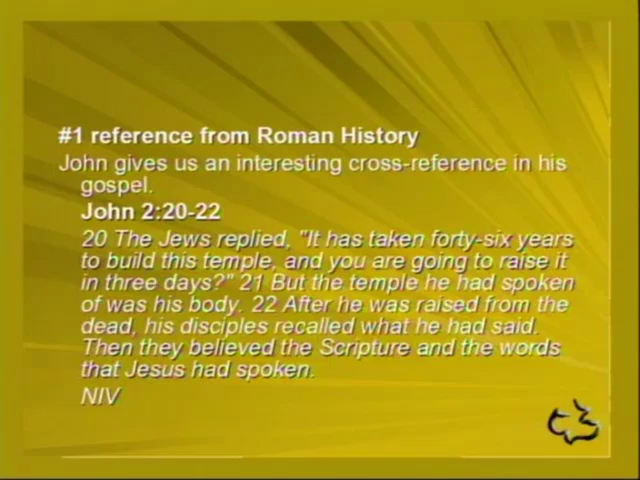 #1 reference from Roman History
John gives us an interesting cross-reference in his
gospel.
John 2:20-22
20 The Jews replied, "It has taken forty-six years
to build this temple, and you are going to raise it
in three days?" 21 But the temple he had spoken
of was his body. 22 After he was raised from the
dead, his disciples recalled what he had said.
Then they believed the Scripture and the words
that Jesus had spoken.
NIV